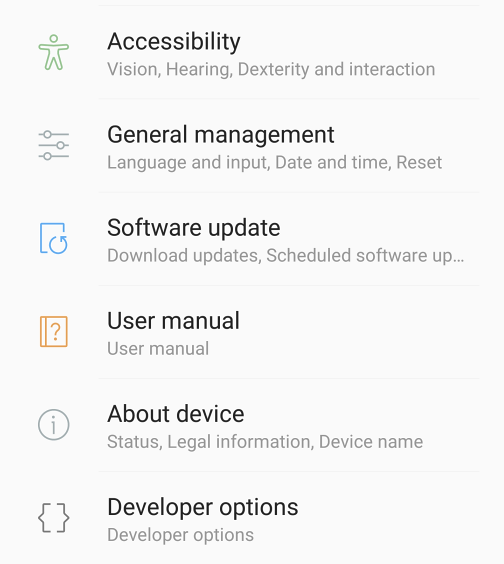 Accessibility
Vision, Hearing, Dexterity and interaction
General management
Language and input, Date and time, Reset
Software update
Download updates, Scheduled software up...
User manual
User manual
About device
Status, Legal information, Device name
Developer options
Developer options